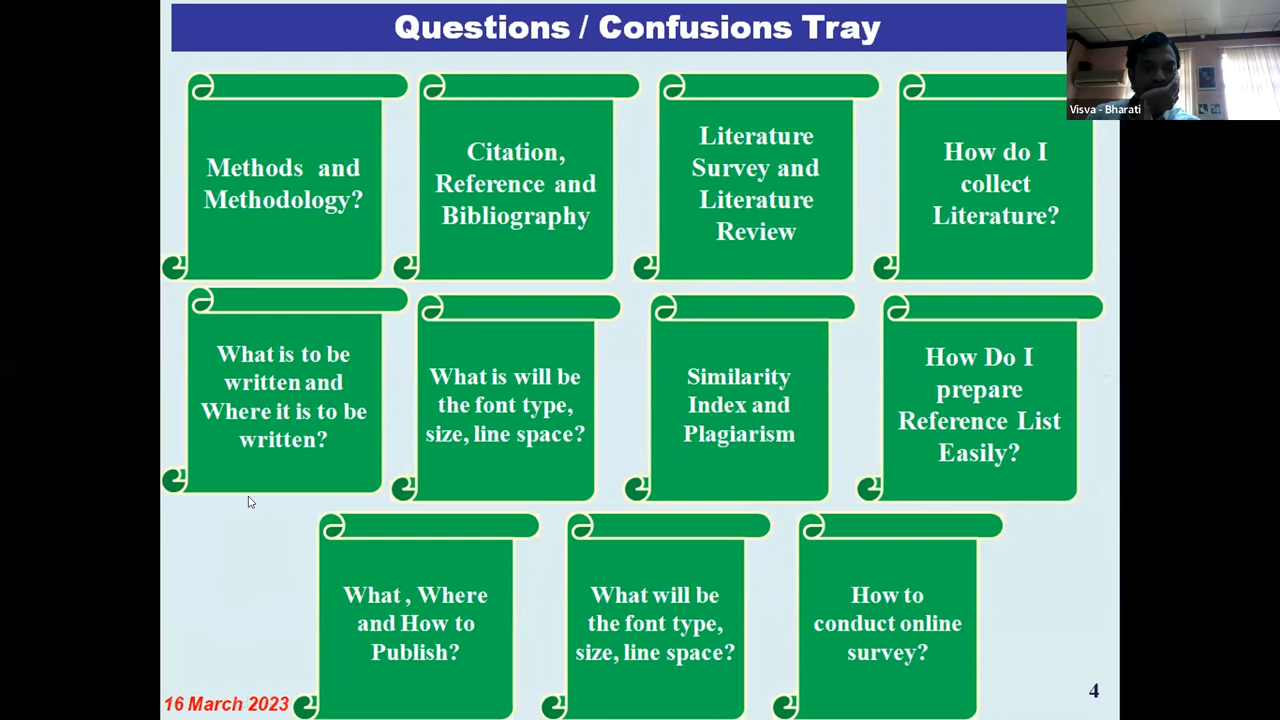 Questions / Confusions Tray
Visva - Bharati
Methods and
Methodology?
Citation,
Reference and
Bibliography
Literature
Survey and
Literature
Review
How do I
collect
Literature?
What is to be
written and
Where it is to be
written?
What is will be
the font type,
size, line space?
Similarity
Index and
Plagiarism
How Do I
prepare
Reference List
Easily?
What , Where
and How to
Publish?
What will be
the font type,
size, line space?
How to
conduct online
survey?
16 March 2023
4